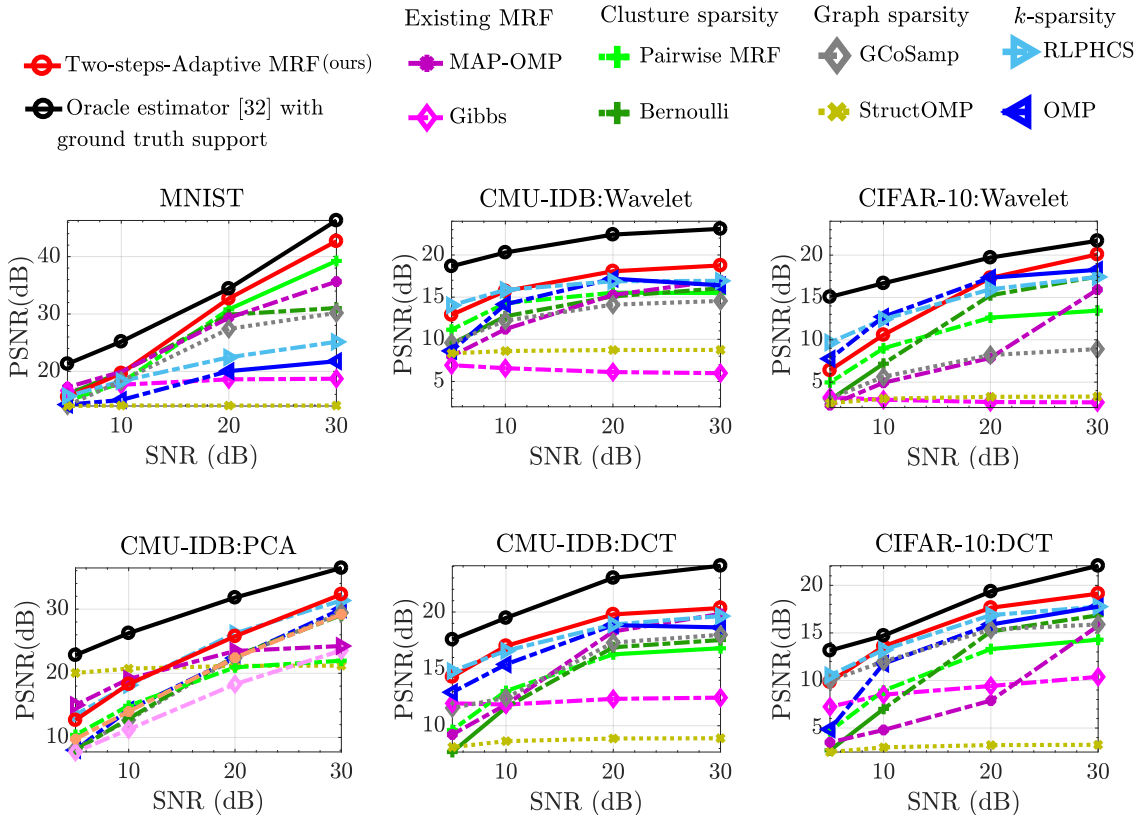 Existing MRF Clusture sparsity Graph sparsity k-sparsity
Two-steps-Adaptive MRF(ours) MAP-OMP Pairwise MRF GCoSamp RLPHCS
Oracle estimator [32] with ground truth support Gibbs Bernoulli StructOMP OMP
MNIST
PSNR(dB)
40
30
20
10 20 30
SNR (dB)
CMU-IDB:Wavelet
PSNR(dB)
20
15
10
5
10 20 30
SNR (dB)
CIFAR-10:Wavelet
PSNR(dB)
20
15
10
5
10 20 30
SNR (dB)
CMU-IDB:PCA
PSNR(dB)
30
20
10
10 20 30
SNR (dB)
CMU-IDB:DCT
PSNR(dB)
20
15
10
10 20 30
SNR (dB)
CIFAR-10:DCT
PSNR(dB)
20
15
10
5
10 20 30
SNR (dB)